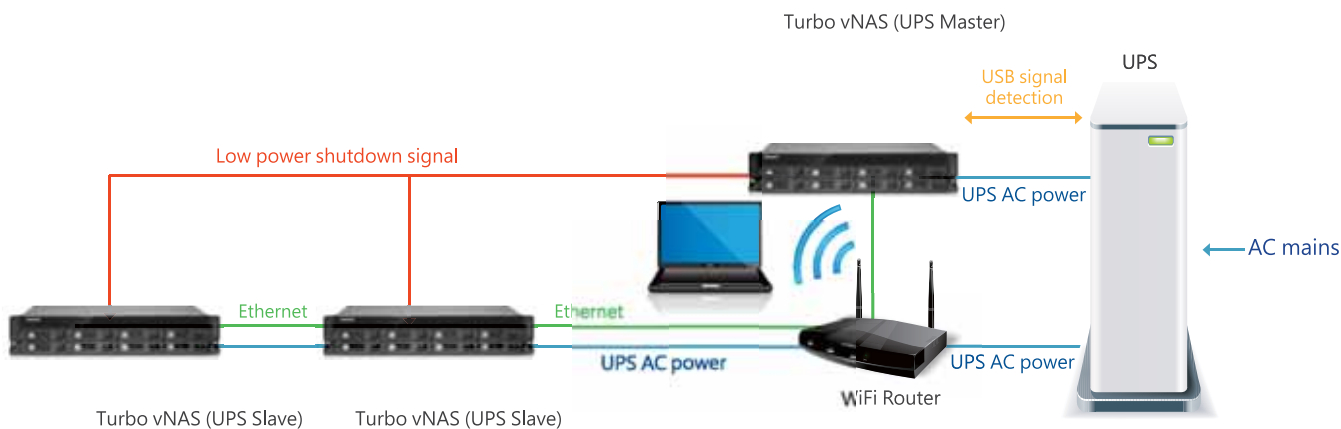 Turbo vNAS (UPS Master)
UPS
USB signal
detection
Low power shutdown signal
UPS AC power
AC mains
Ethernet
Ethernet
UPS AC power
UPS AC power
WiFi Router
Turbo vNAS (UPS Slave)
Turbo vNAS (UPS Slave)